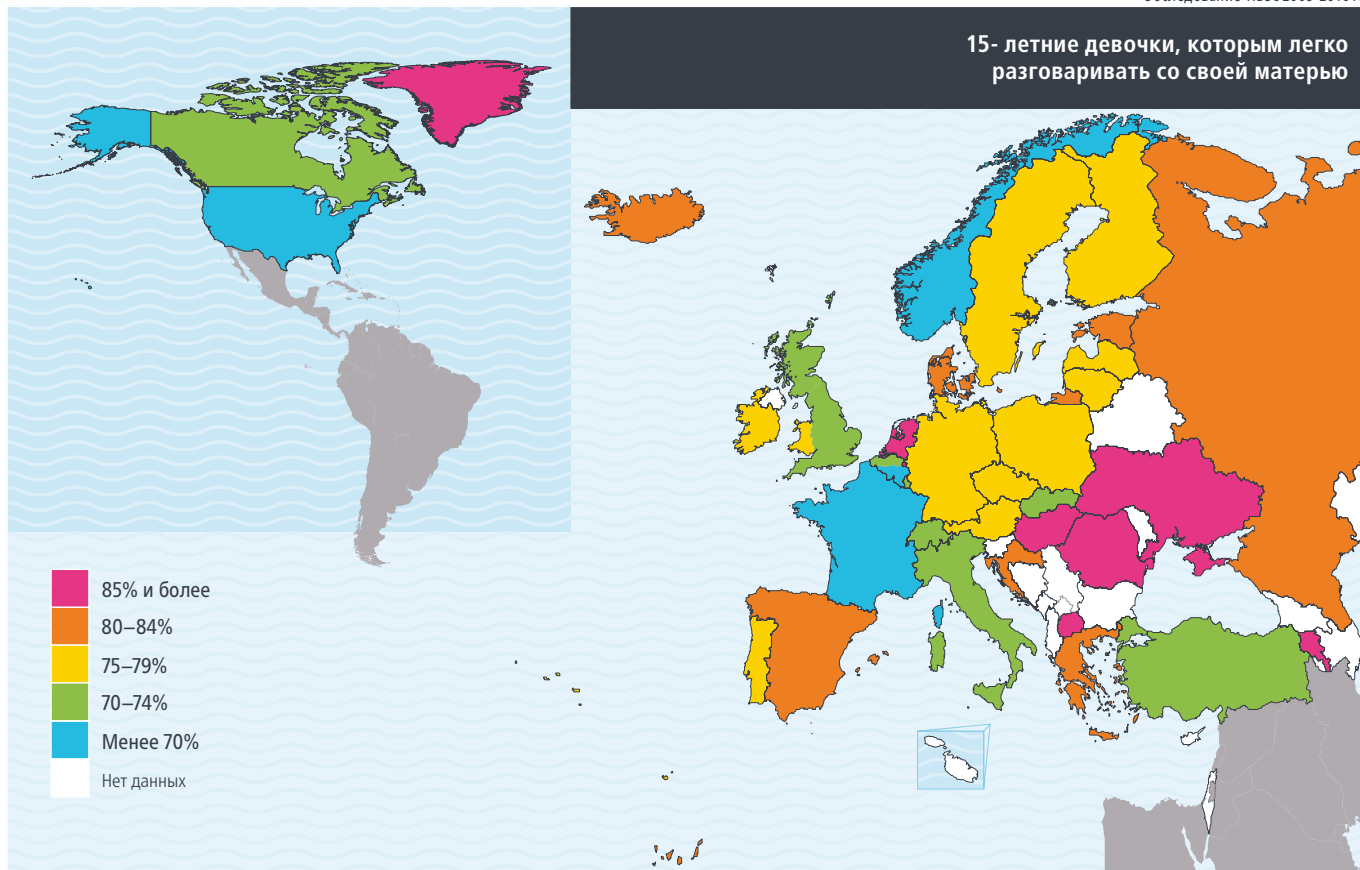 15- летние девочки, которым легко
разговаривать со своей матерью
85% и более
80–84%
75–79%
70–74%
Менее 70%
Нет данных